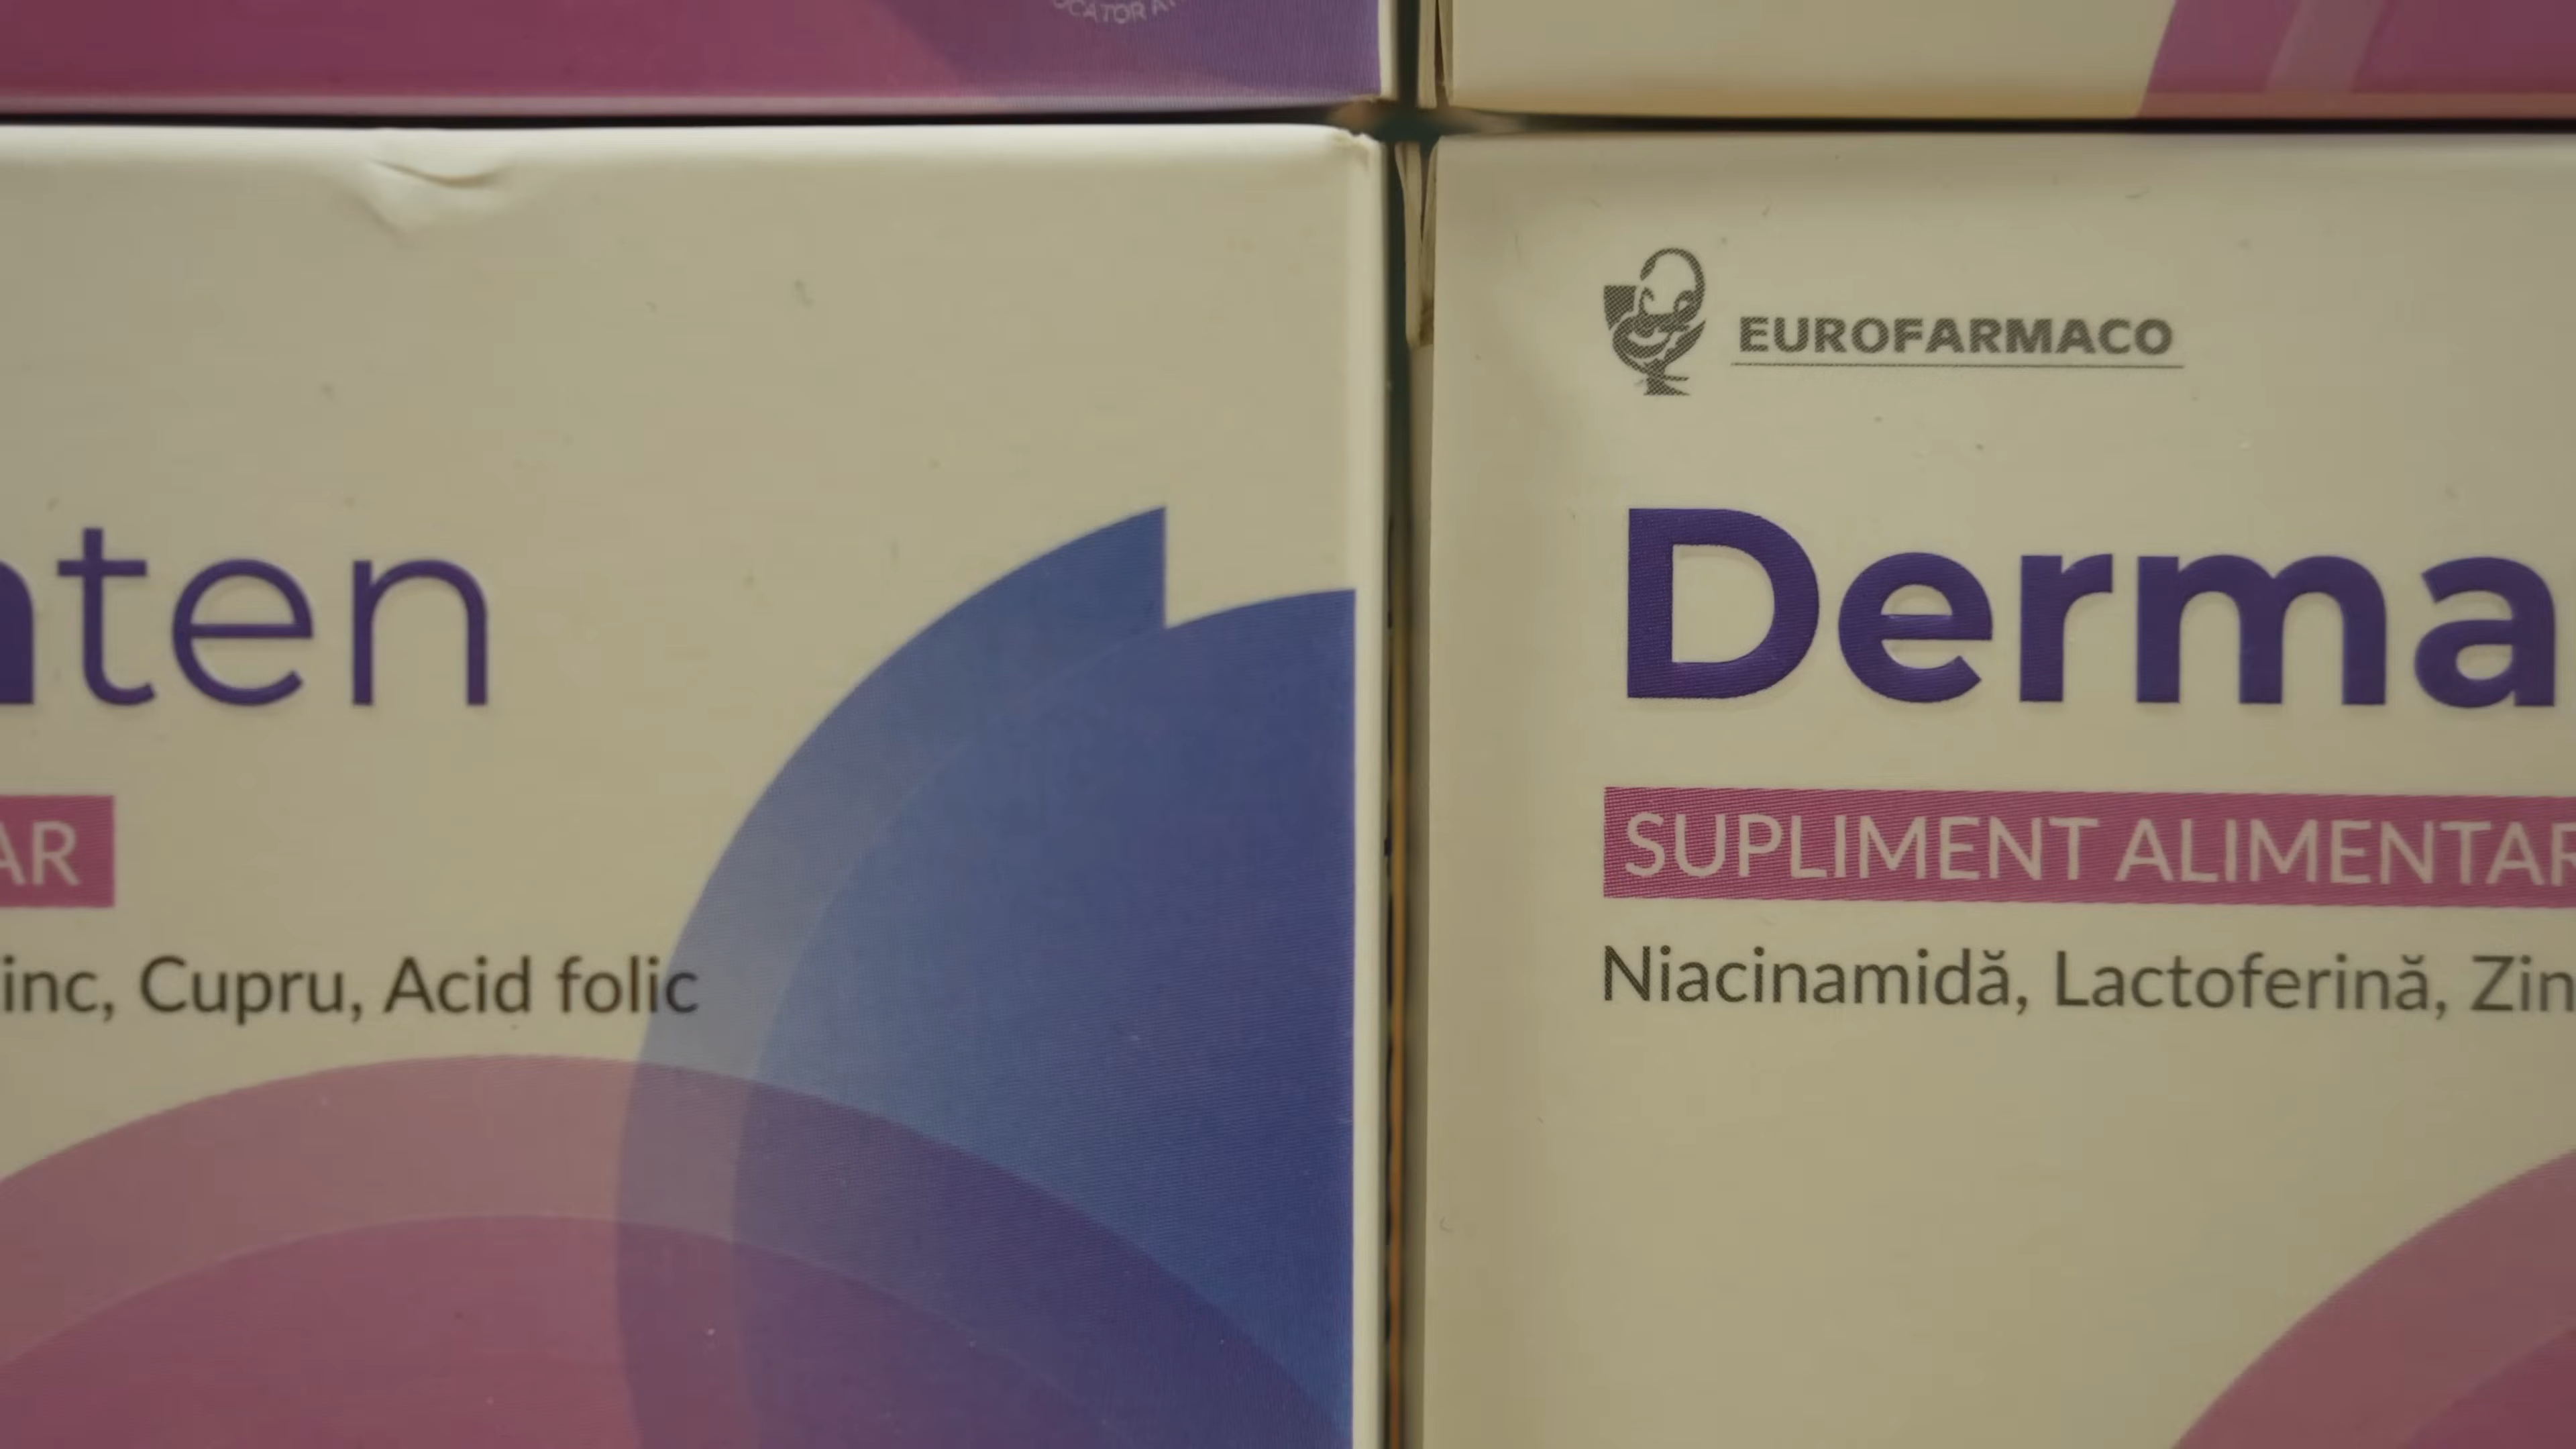 EUROFARMACO
ten
Derma
AR
SUPLIMENT ALIMENTAR
inc, Cupru, Acid folic
Niacinamidă, Lactoferină, Zin